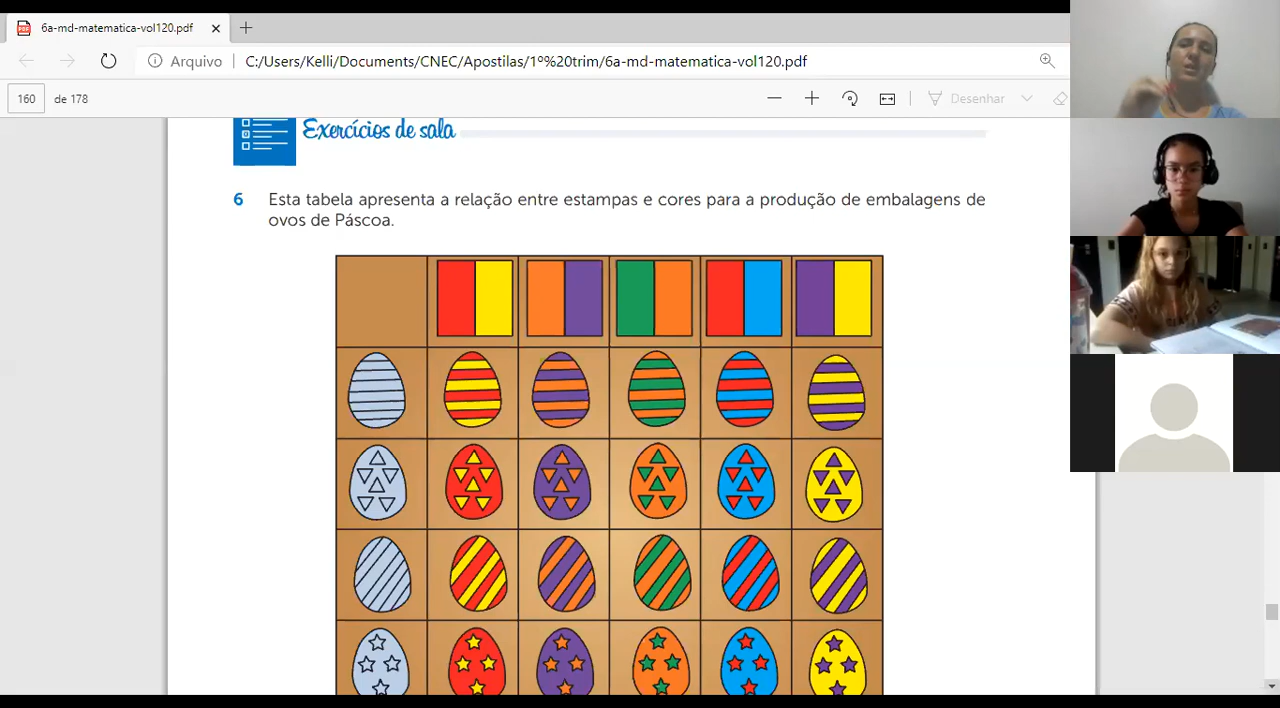 6a-md-matematica-vol120.pdf
Arquivo
C:/Users/Kelli/Documents/CNEC/Apostilas/1º%20trim/6a-md-matematica-vol120.pdf
160 de 178
Desenhar
Exercícios de sala
6 Esta tabela apresenta a relação entre estampas e cores para a produção de embalagens de
ovos de Páscoa.